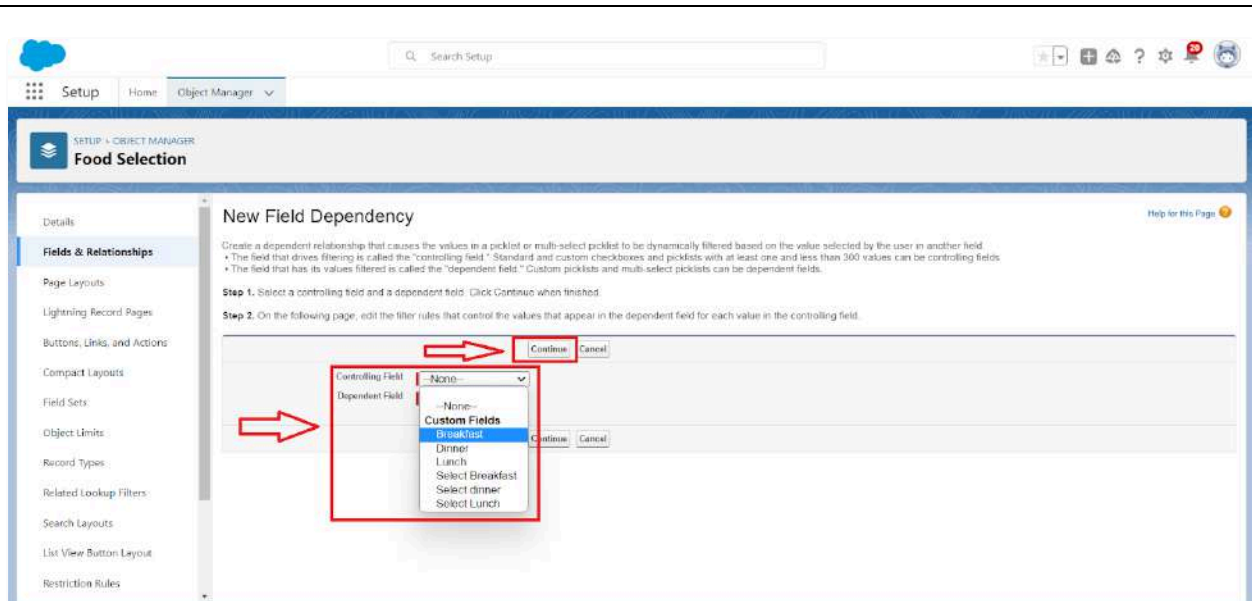 Search Setup
20
Setup
Home
Object Manager
SETUP > OBJECT MANAGER
Food Selection
Details
Fields & Relationships
Page Layouts
Lightning Record Pages
Buttons, Links, and Actions
Compact Layouts
Field Sets
Object Limits
Record Types
Related Lookup Filters
Search Layouts
List View Button Layout
Restriction Rules
New Field Dependency
Help for this Page
Create a dependent relationship that causes the values in a picklist or multi-select picklist to be dynamically filtered based on the value selected by the user in another field.
• The field that drives filtering is called the "controlling field." Standard and custom checkboxes and picklists with at least one and less than 300 values can be controlling fields.
• The field that has its values filtered is called the "dependent field." Custom picklists and multi-select picklists can be dependent fields.
Step 1. Select a controlling field and a dependent field. Click Continue when finished.
Step 2. On the following page, edit the filter rules that control the values that appear in the dependent field for each value in the controlling field.
Continue Cancel
Controlling Field --None--
Dependent Field
--None--
Custom Fields
Breakfast
Dinner
Lunch
Select Breakfast
Select dinner
Select Lunch
Continue Cancel